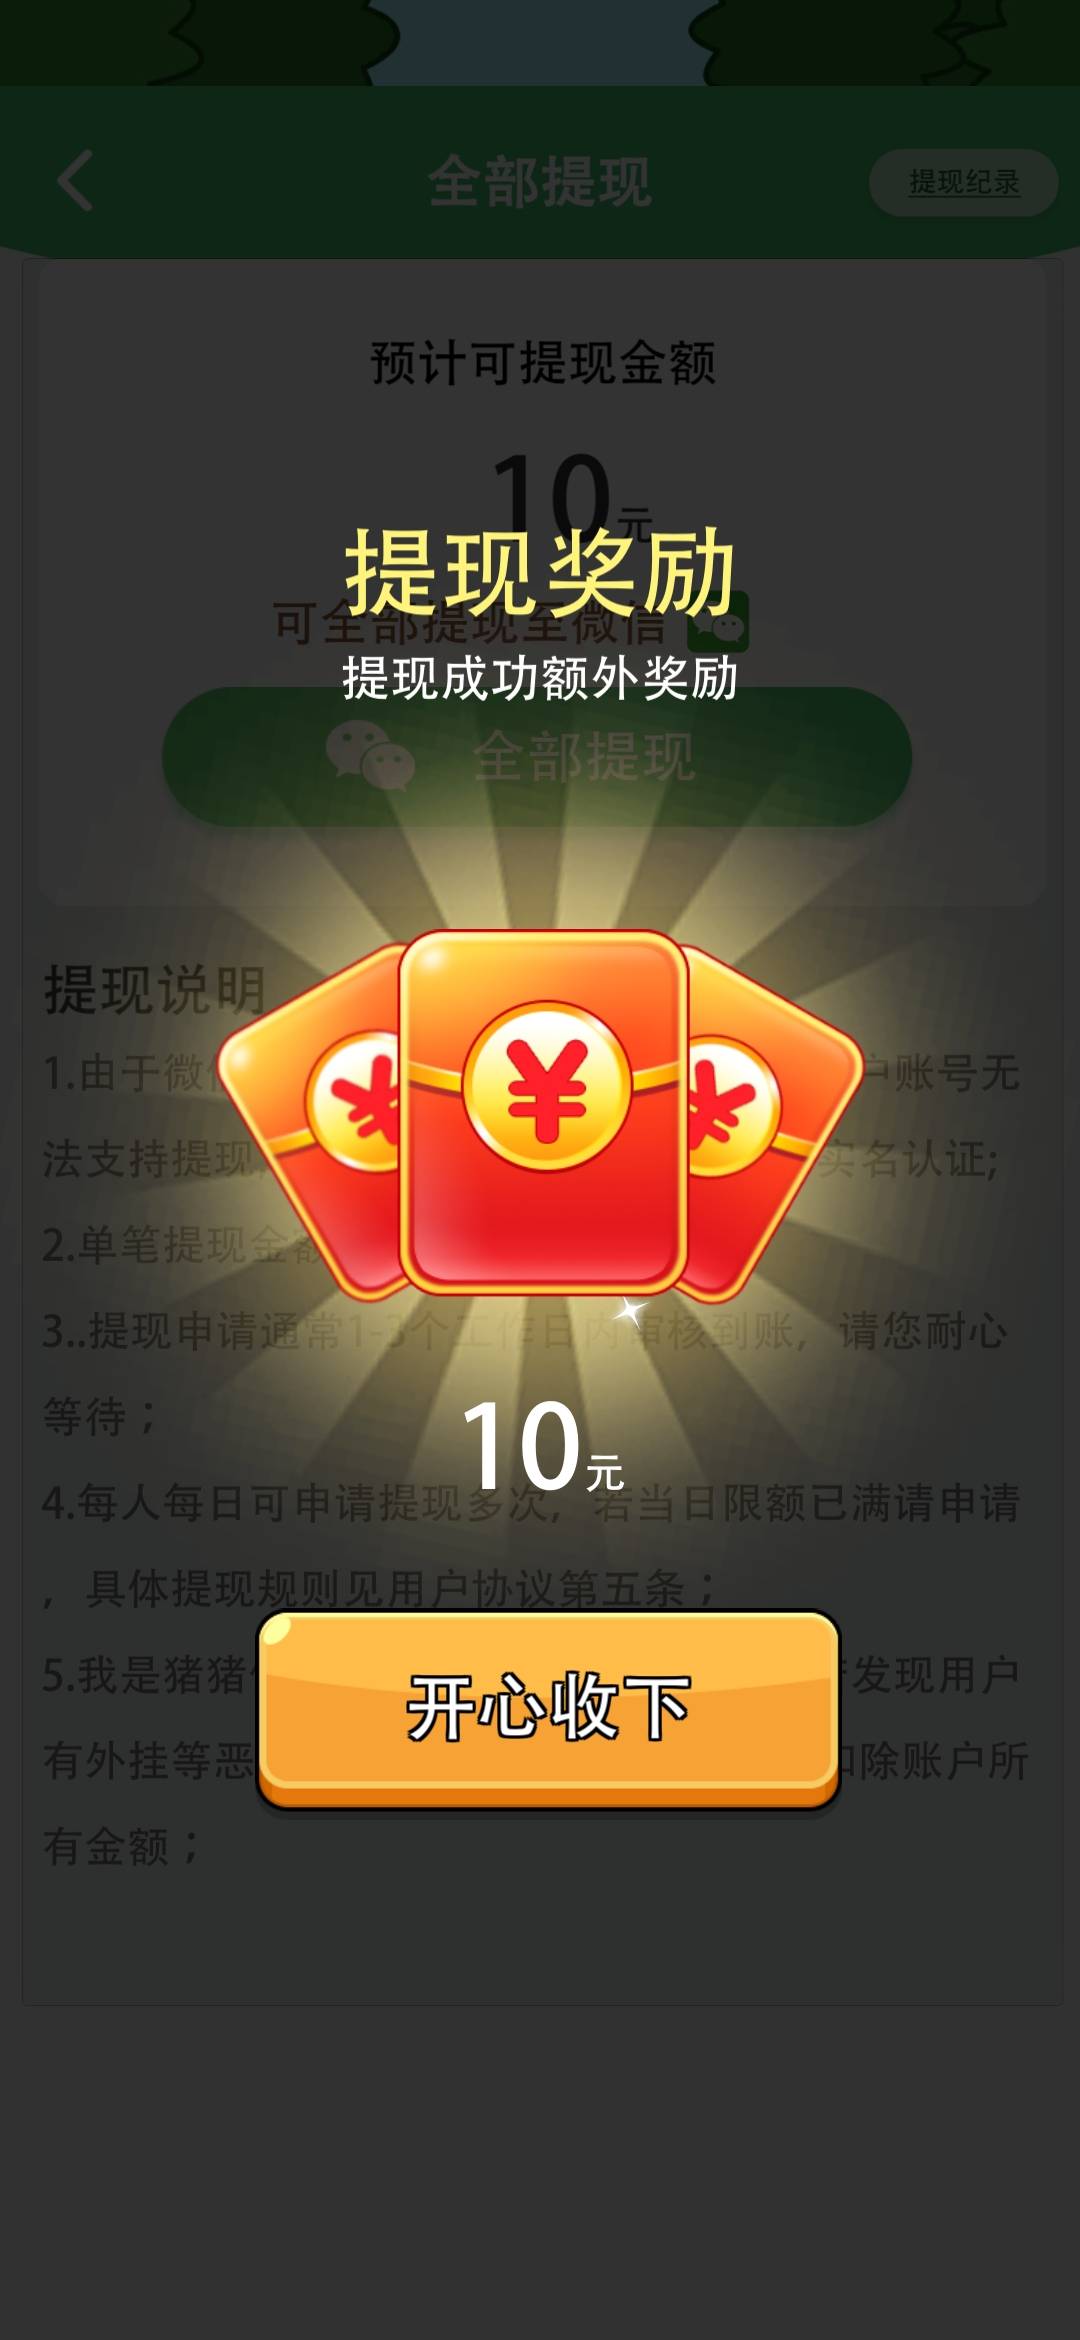 全部提现
提现纪录
预计可提现金额
10元
提现奖励
可全部提现至微信
提现成功额外奖励
全部提现
提现说明
1.由于微 户账号无
法支持提现 实名认证;
2.单笔提现金额
3..提现申请通常1-3个工作日内审核到账，请您耐心
等待；
10元
4.每人每日可申请提现多次，若当日限额已满请申请
，具体提现规则见用户协议第五条；
5.我是猪猪 发现用户
开心收下
有外挂等恶 扣除账户所
有金额；